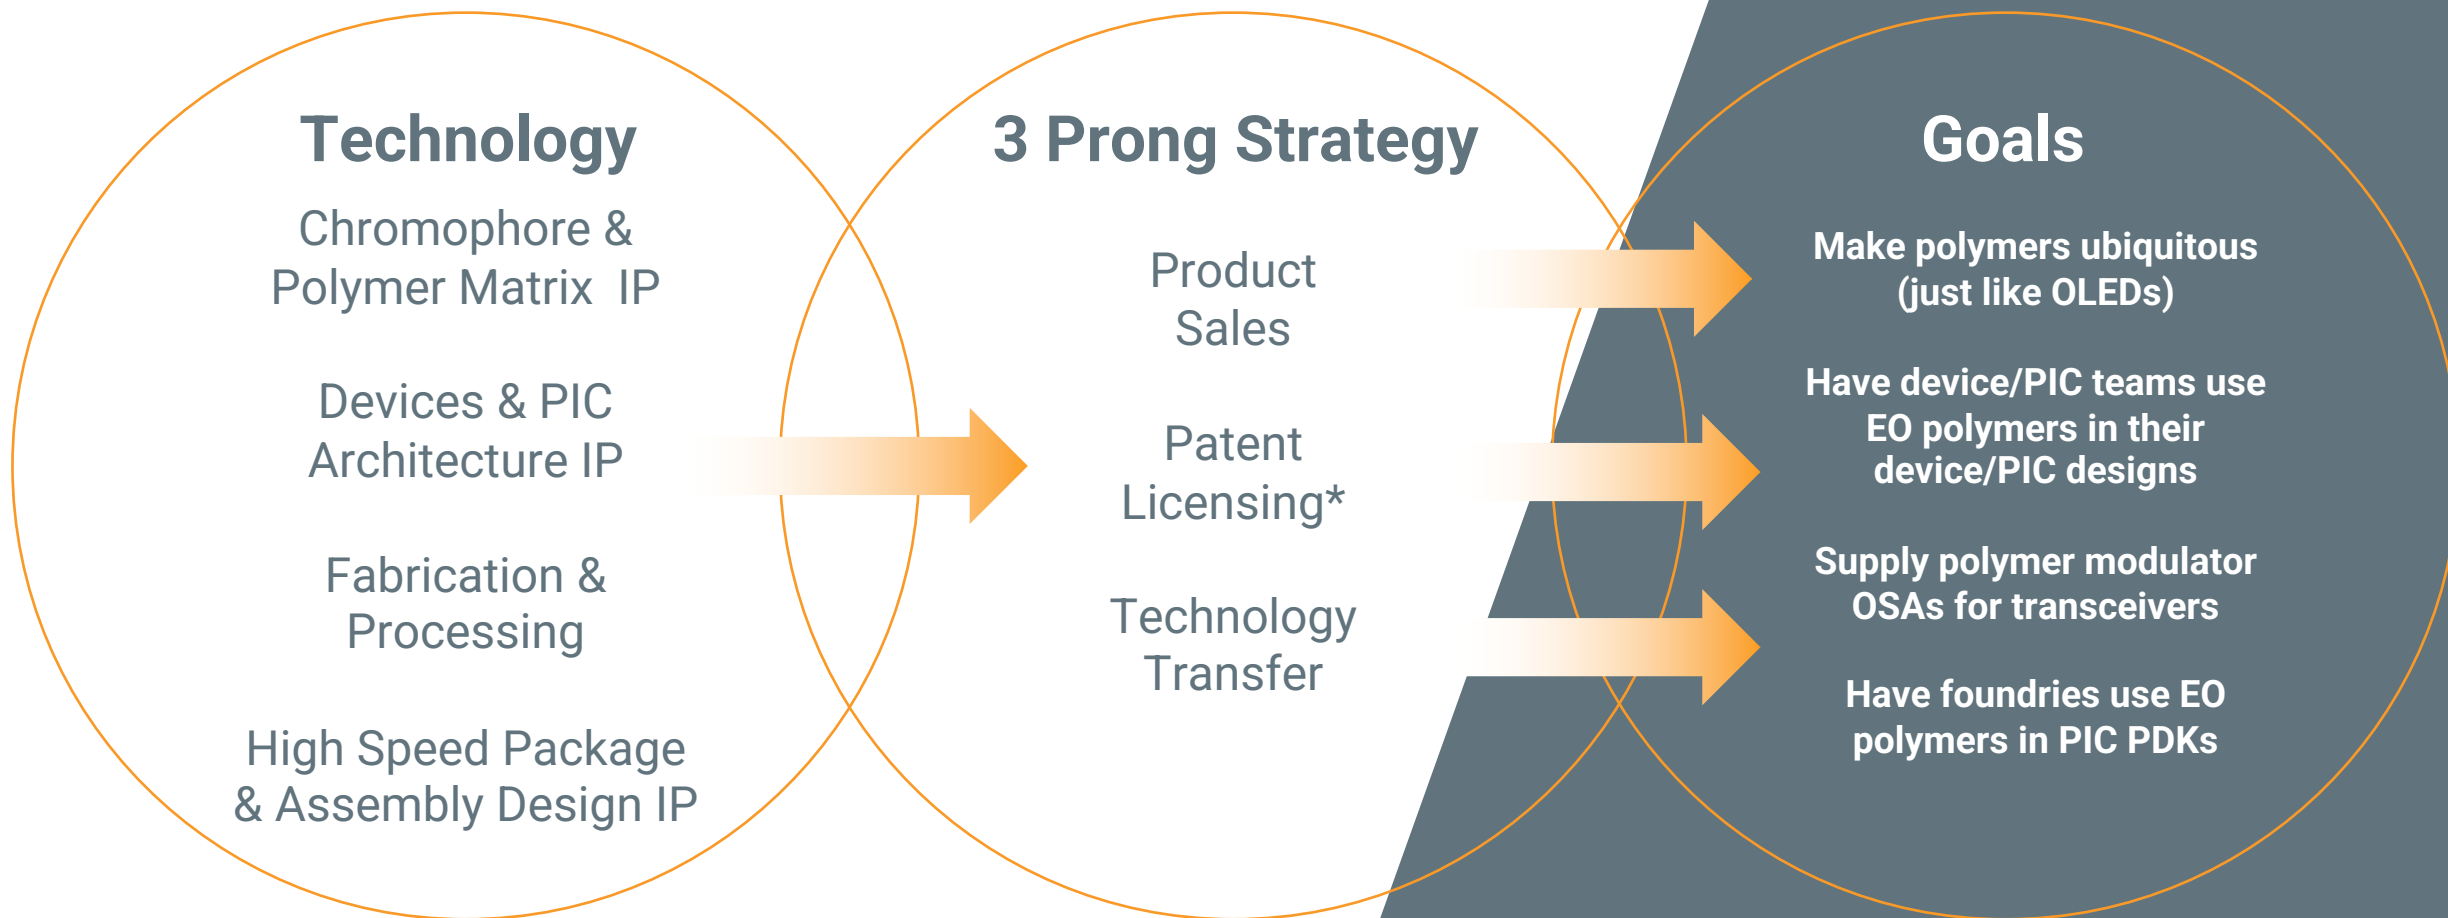 Technology
Chromophore &
Polymer Matrix IP
Devices & PIC
Architecture IP
Fabrication &
Processing
High Speed Package
& Assembly Design IP
3 Prong Strategy
Product
Sales
Patent
Licensing*
Technology
Transfer
Goals
Make polymers ubiquitous
(just like OLEDs)
Have device/PIC teams use
EO polymers in their
device/PIC designs
Supply polymer modulator
OSAs for transceivers
Have foundries use EO
polymers in PIC PDKs